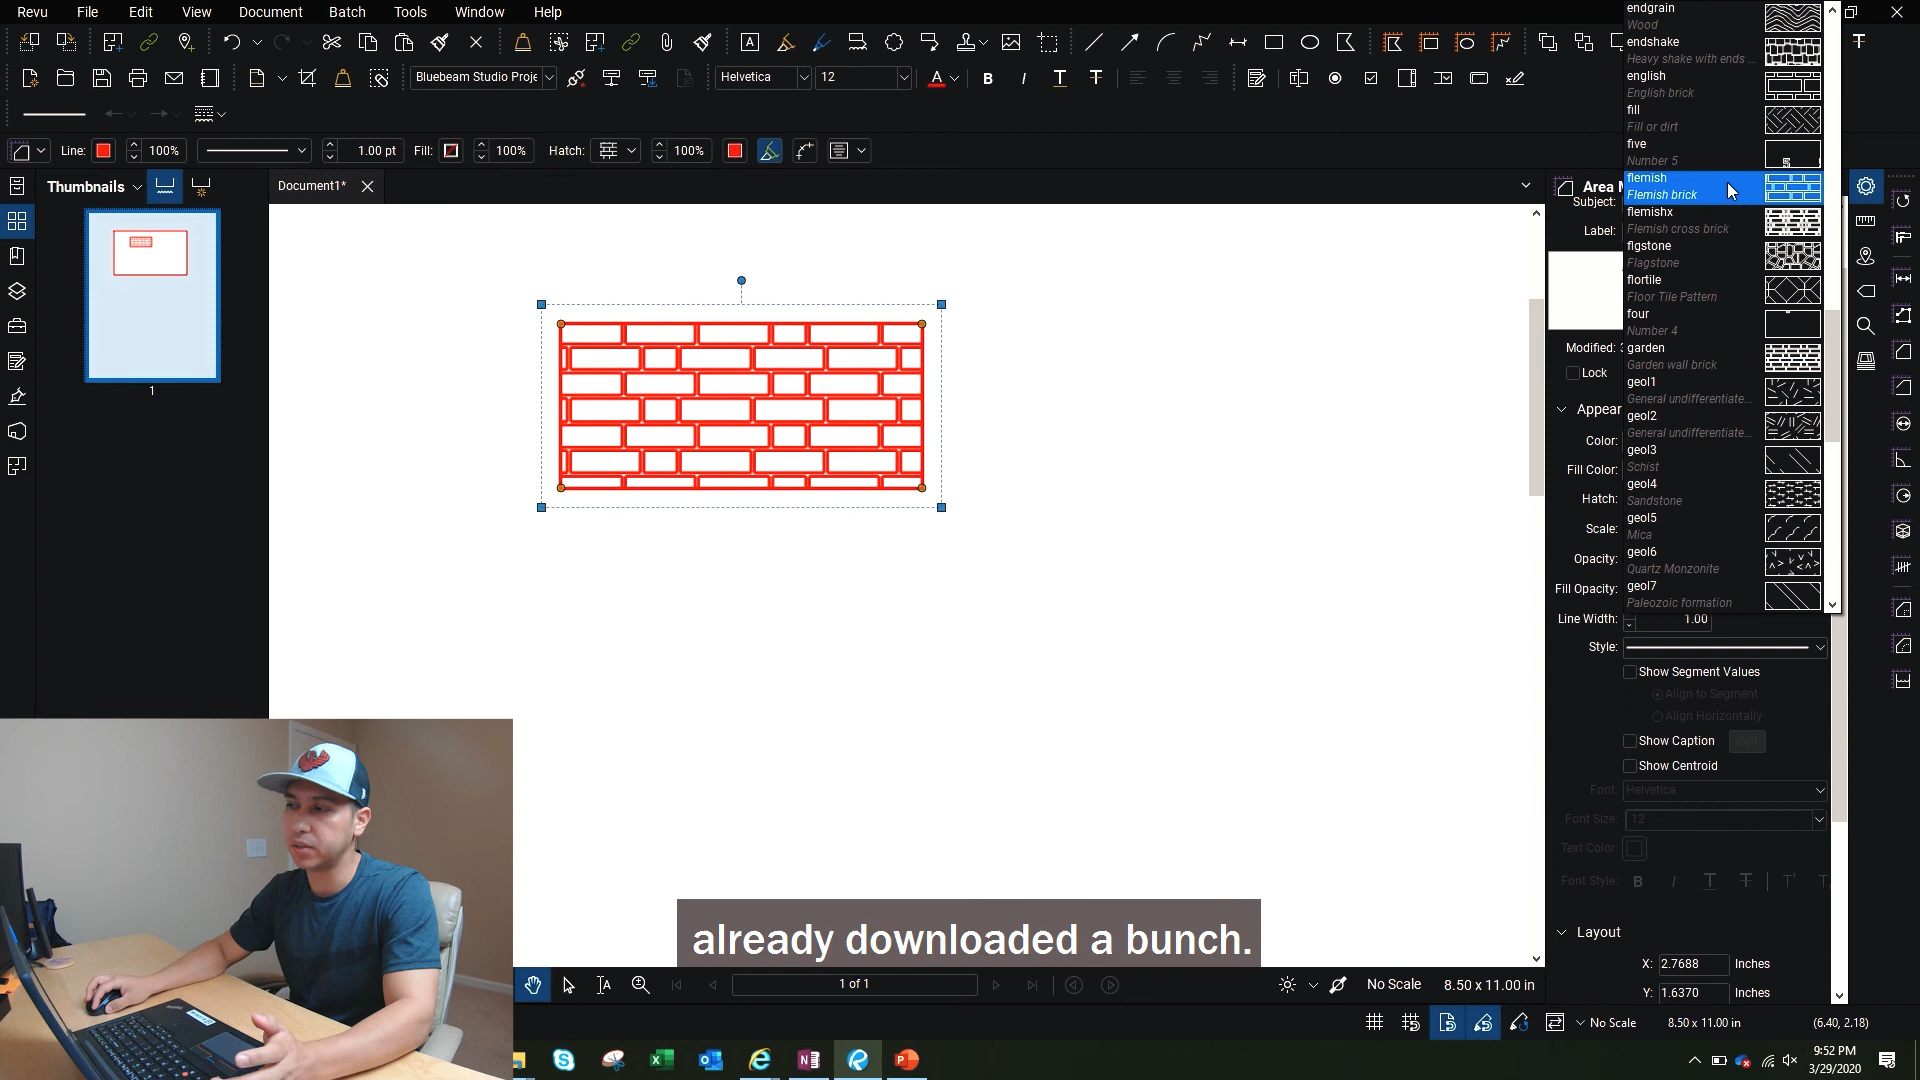 Revu File Edit View Document Batch Tools Window Help
Bluebeam Studio Proje
Helvetica
12
A B I T T
Line: 100% 1.00 pt Fill: 100% Hatch: 100%
Thumbnails
Document1*
1
endgrain
Wood
endshake
Heavy shake with ends ...
english
English brick
fill
Fill or dirt
five
Number 5
flemish
Flemish brick
flemishx
Flemish cross brick
flgstone
Flagstone
flortile
Floor Tile Pattern
four
Number 4
garden
Garden wall brick
geol1
General undifferentiate...
geol2
General undifferentiate...
geol3
Schist
geol4
Sandstone
geol5
Mica
geol6
Quartz Monzonite
geol7
Paleozoic formation
Area M
Subject:
Label:
Modified: 3
Lock
Appear
Color:
Fill Color:
Hatch:
Scale:
Opacity:
Fill Opacity:
Line Width: 1.00
Style:
Show Segment Values
Align to Segment
Align Horizontally
Show Caption Edit
Show Centroid
Font: Helvetica
Font Size: 12
Text Color:
Font Style: B I T T
Layout
X: 2.7688 Inches
Y: 1.6370 Inches
already downloaded a bunch.
1 of 1
No Scale 8.50 x 11.00 in
No Scale 8.50 x 11.00 in (6.40, 2.18)
9:52 PM
3/29/2020